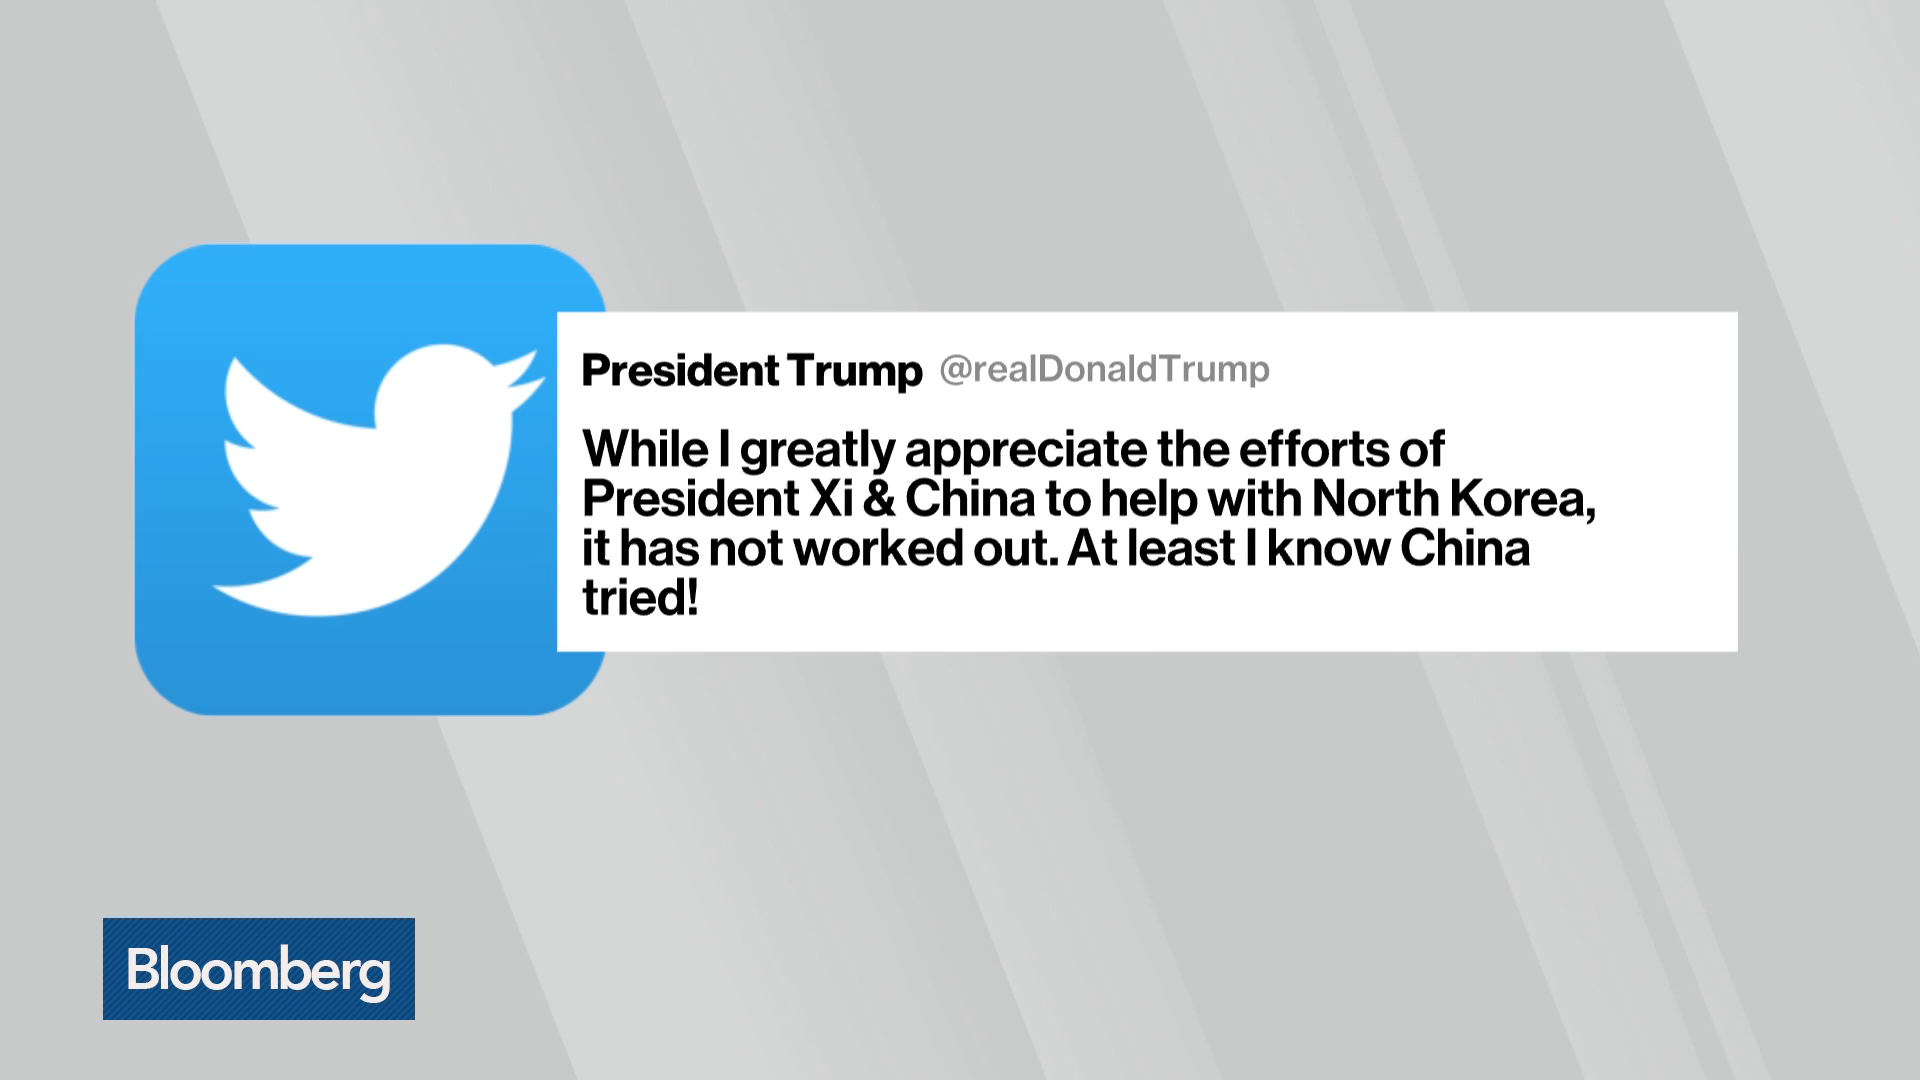 President Trump @realDonaldTrump
While I greatly appreciate the efforts of
President Xi & China to help with North Korea,
it has not worked out. At least I know China
tried!
Bloomberg